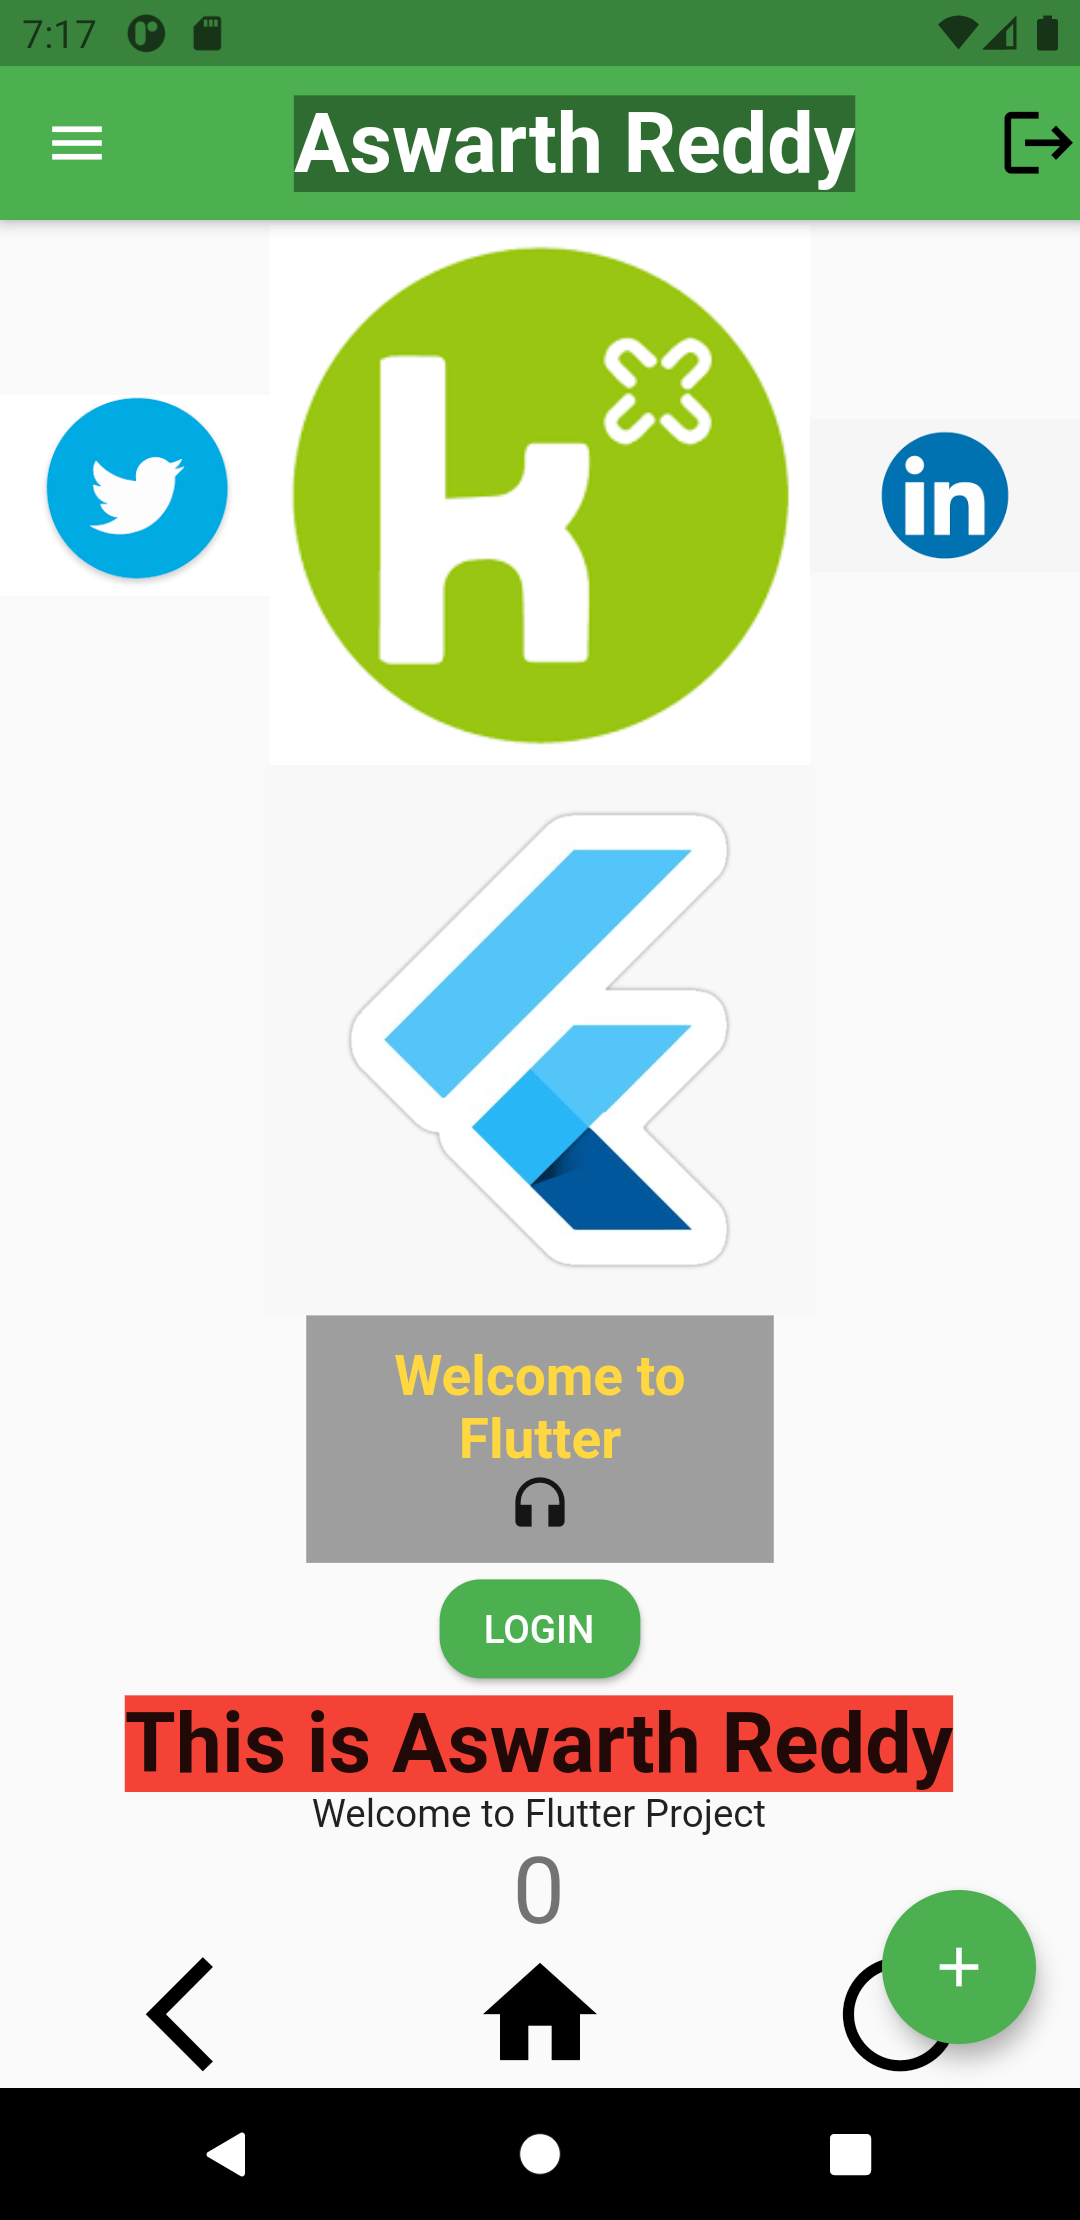 7:17
Aswarth Reddy
k
in
Welcome to
Flutter
LOGIN
This is Aswarth Reddy
Welcome to Flutter Project
0